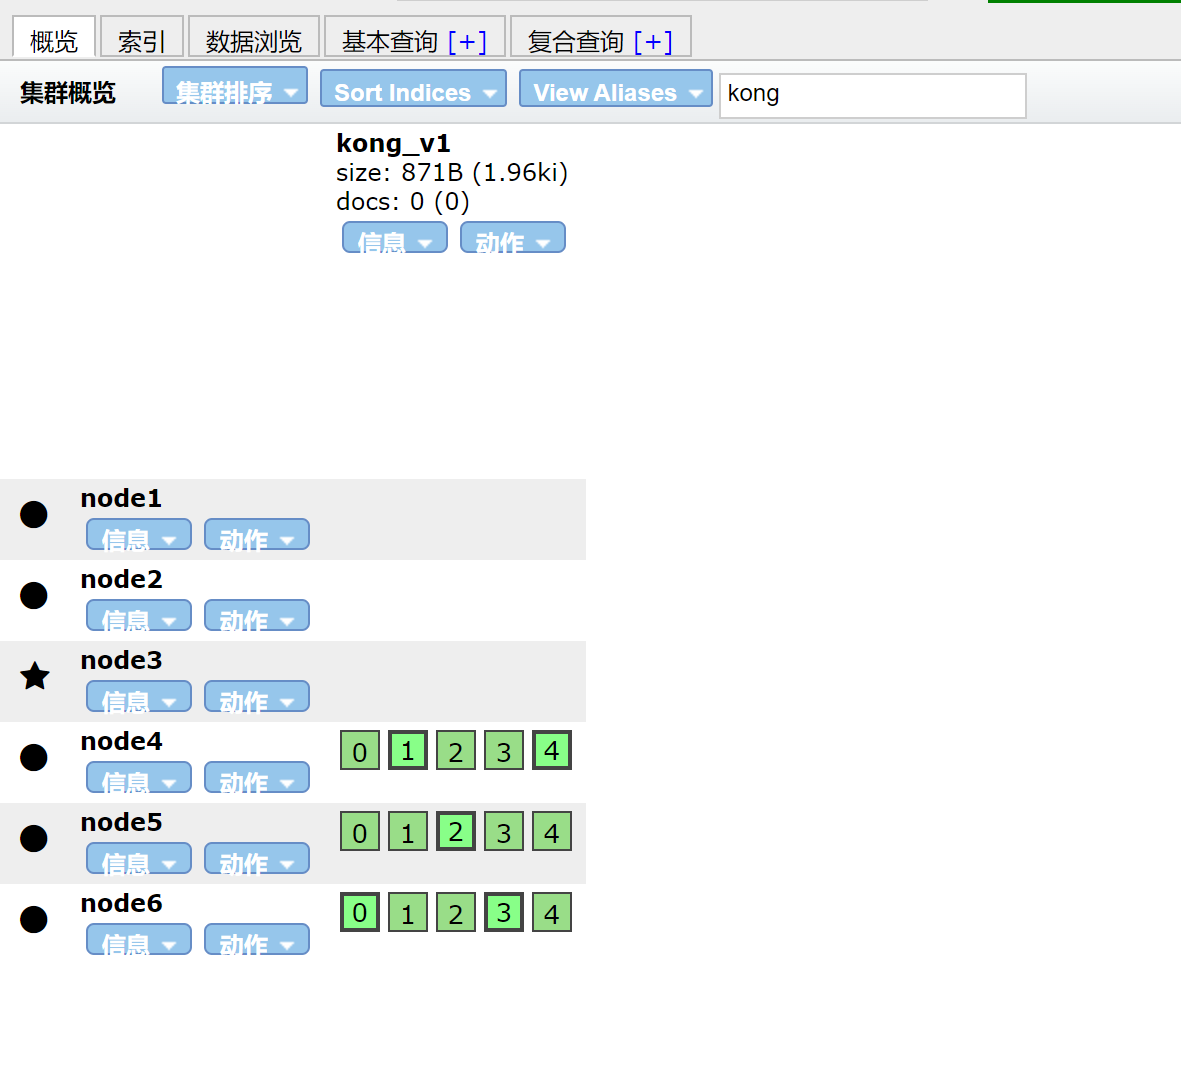 概览 索引 数据浏览 基本查询 [+] 复合查询 [+]
集群概览 集群排序 Sort Indices View Aliases kong
kong_v1
size: 871B (1.96ki)
docs: 0 (0)
信息 动作
node1
信息 动作
node2
信息 动作
node3
信息 动作
node4
0 1 2 3 4
信息 动作
node5
0 1 2 3 4
信息 动作
node6
0 1 2 3 4
信息 动作